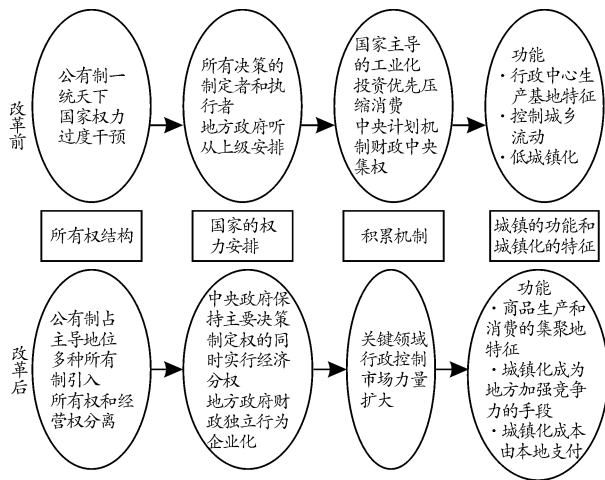 改革前
公有制一
统天下
国家权力
过度干预
所有决策的
制定者和执
行者
地方政府听
从上级安排
国家主导
的工业化
投资优先压
缩消费
中央计划机
制财政中央
集权
功能
·行政中心生
产基地特征
·控制城乡
流动
·低城镇化
所有权结构
国家的权
力安排
积累机制
城镇的功能和
城镇化的特征
改革后
公有制占
主导地位
多种所有
制引入
所有权和经
营权分离
中央政府保
持主要决策
制定权的同
时实行经济
分权
地方政府财
政独立行为
企业化
关键领域
行政控制
市场力量
扩大
功能
·商品生产和
消费的集聚地
特征
·城镇化成为
地方加强竞争
力的手段
·城镇化成本
由本地支付